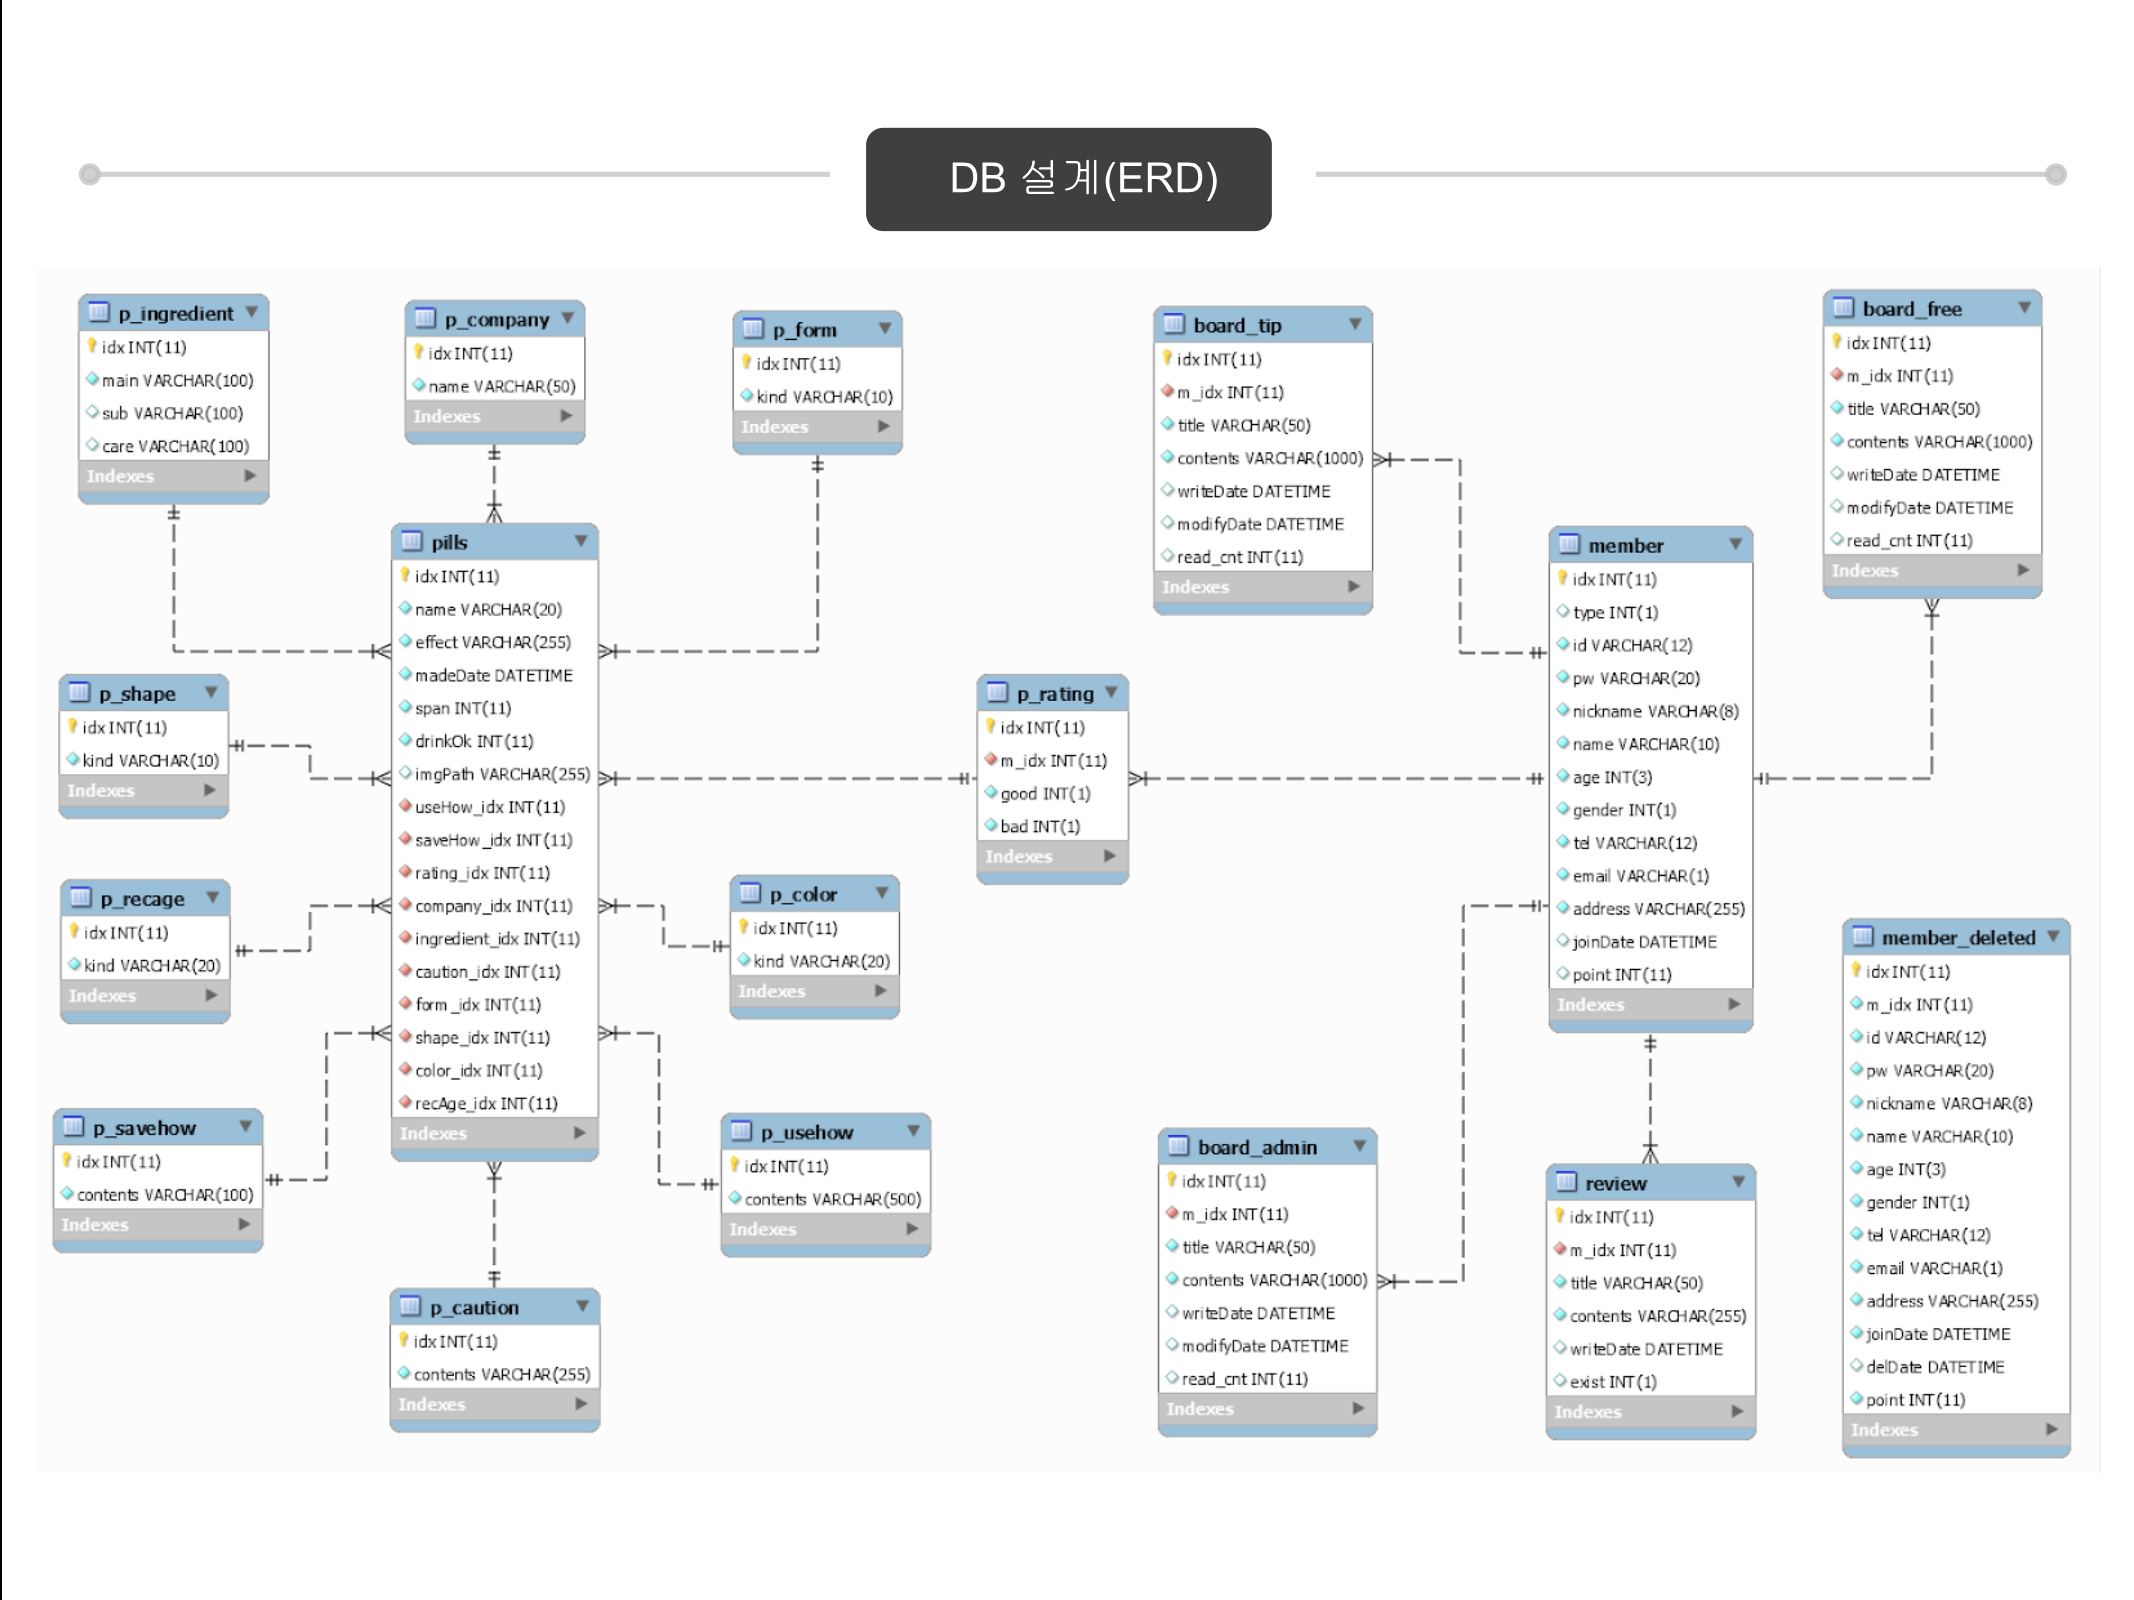 DB 설계(ERD)
p_ingredient
idx INT(11)
main VARCHAR(100)
sub VARCHAR(100)
care VARCHAR(100)
Indexes
p_company
idx INT(11)
name VARCHAR(50)
Indexes
p_form
idx INT(11)
kind VARCHAR(10)
Indexes
board_tip
idx INT(11)
m_idx INT(11)
title VARCHAR(50)
contents VARCHAR(1000)
writeDate DATETIME
modifyDate DATETIME
read_cnt INT(11)
Indexes
board_free
idx INT(11)
m_idx INT(11)
title VARCHAR(50)
contents VARCHAR(1000)
writeDate DATETIME
modifyDate DATETIME
read_cnt INT(11)
Indexes
pills
idx INT(11)
name VARCHAR(20)
effect VARCHAR(255)
madeDate DATETIME
span INT(11)
drinkOk INT(11)
imgPath VARCHAR(255)
useHow_idx INT(11)
saveHow_idx INT(11)
rating_idx INT(11)
company_idx INT(11)
ingredient_idx INT(11)
caution_idx INT(11)
form_idx INT(11)
shape_idx INT(11)
color_idx INT(11)
recAge_idx INT(11)
Indexes
member
idx INT(11)
type INT(1)
id VARCHAR(12)
pw VARCHAR(20)
nickname VARCHAR(8)
name VARCHAR(10)
age INT(3)
gender INT(1)
tel VARCHAR(12)
email VARCHAR(1)
address VARCHAR(255)
joinDate DATETIME
point INT(11)
Indexes
p_shape
idx INT(11)
kind VARCHAR(10)
Indexes
p_rating
idx INT(11)
m_idx INT(11)
good INT(1)
bad INT(1)
Indexes
p_recage
idx INT(11)
kind VARCHAR(20)
Indexes
p_color
idx INT(11)
kind VARCHAR(20)
Indexes
member_deleted
idx INT(11)
m_idx INT(11)
id VARCHAR(12)
pw VARCHAR(20)
nickname VARCHAR(8)
name VARCHAR(10)
age INT(3)
gender INT(1)
tel VARCHAR(12)
email VARCHAR(1)
address VARCHAR(255)
joinDate DATETIME
delDate DATETIME
point INT(11)
Indexes
p_savehow
idx INT(11)
contents VARCHAR(100)
Indexes
p_usehow
idx INT(11)
contents VARCHAR(500)
Indexes
board_admin
idx INT(11)
m_idx INT(11)
title VARCHAR(50)
contents VARCHAR(1000)
writeDate DATETIME
modifyDate DATETIME
read_cnt INT(11)
Indexes
review
idx INT(11)
m_idx INT(11)
title VARCHAR(50)
contents VARCHAR(255)
writeDate DATETIME
exist INT(1)
Indexes
p_caution
idx INT(11)
contents VARCHAR(255)
Indexes